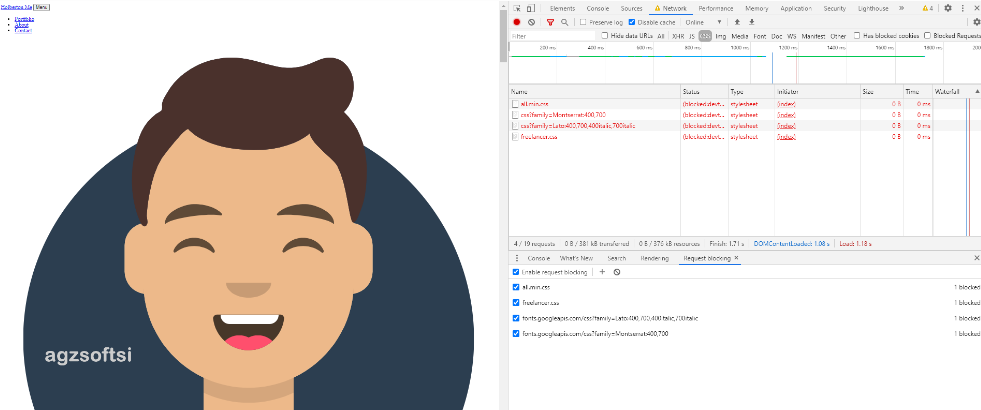 Menu
Portfolio
About
Contact
agzsoftsi
Elements Console Sources Network Performance Memory Application Security Lighthouse » 4
Preserve log Disable cache Online
Filter Hide data URLs All XHR JS CSS Img Media Font Doc WS Manifest Other Has blocked cookies Blocked Requests
200 ms 400 ms 600 ms 800 ms 1000 ms 1200 ms 1400 ms 1600 ms 1800 ms
Name Status Type Initiator Size Time Waterfall
all.min.css (blocked:devt... stylesheet (index) 0 B 0 ms
css?family=Montserrat:400,700 (blocked:devt... stylesheet (index) 0 B 0 ms
css?family=Lato:400,700,400italic,700italic (blocked:devt... stylesheet (index) 0 B 0 ms
freelancer.css (blocked:devt... stylesheet (index) 0 B 0 ms
4 / 19 requests 0 B / 381 kB transferred 0 B / 376 kB resources Finish: 1.71 s DOMContentLoaded: 1.08 s Load: 1.18 s
Console What's New Search Rendering Request blocking ×
Enable request blocking
all.min.css 1 blocked
freelancer.css 1 blocked
fonts.googleapis.com/css?family=Lato:400,700,400italic,700italic 1 blocked
fonts.googleapis.com/css?family=Montserrat:400,700 1 blocked